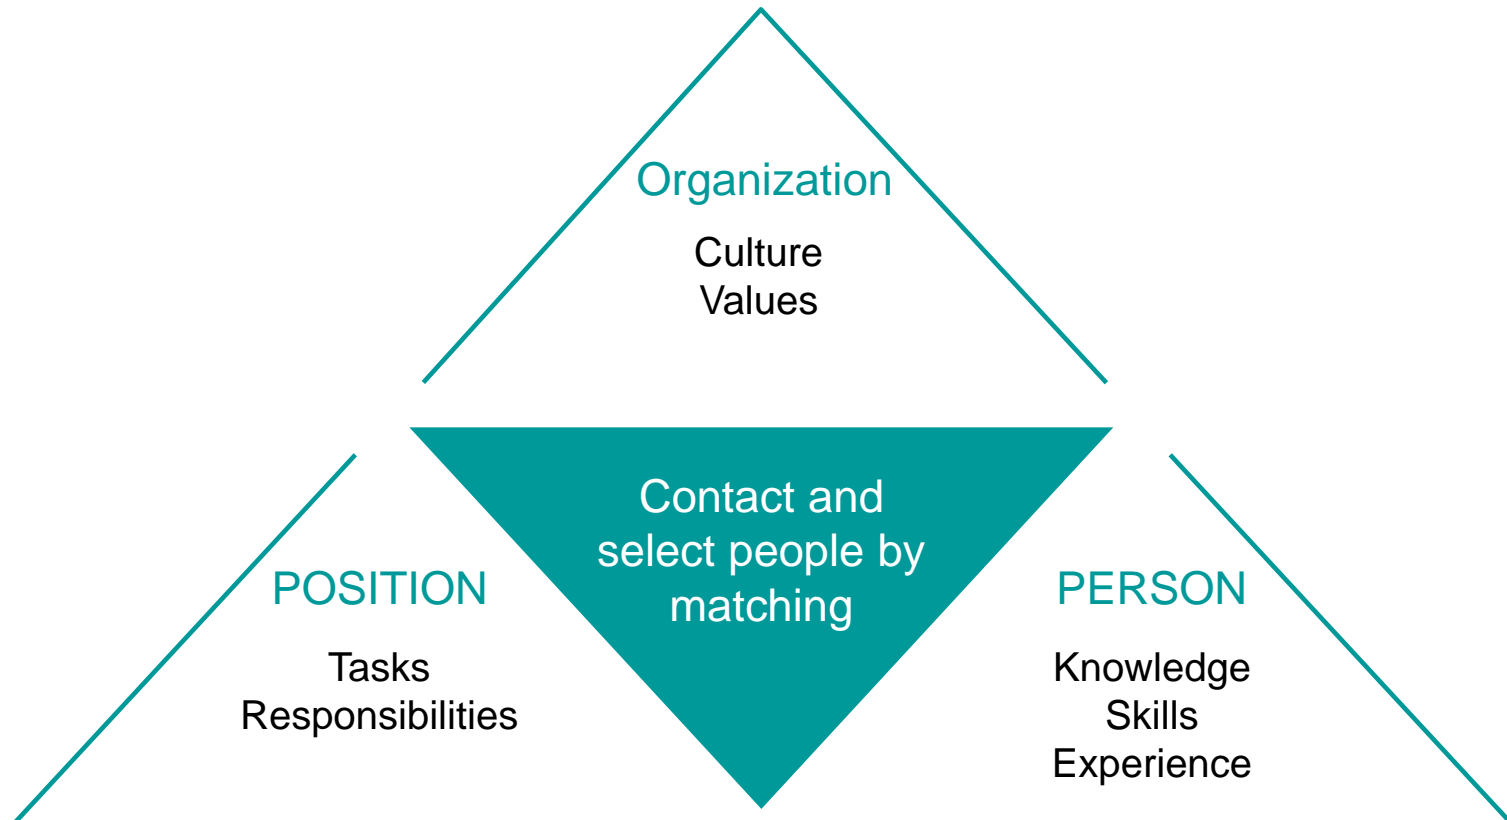 Organization
Culture
Values
Contact and
select people by
matching
POSITION
Tasks
Responsibilities
PERSON
Knowledge
Skills
Experience